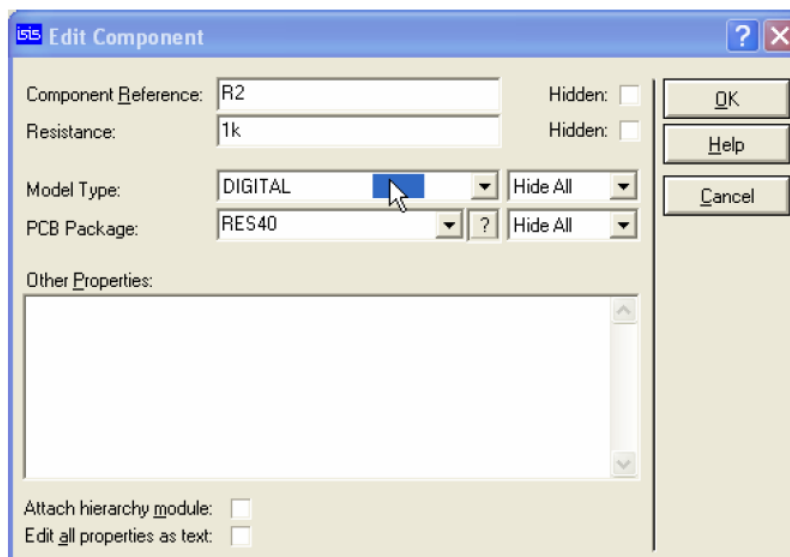 isis Edit Component ?
Component Reference: R2 Hidden: OK
Resistance: 1k Hidden: Help
Model Type: DIGITAL Hide All Cancel
PCB Package: RES40 ? Hide All
Other Properties:
Attach hierarchy module:
Edit all properties as text: